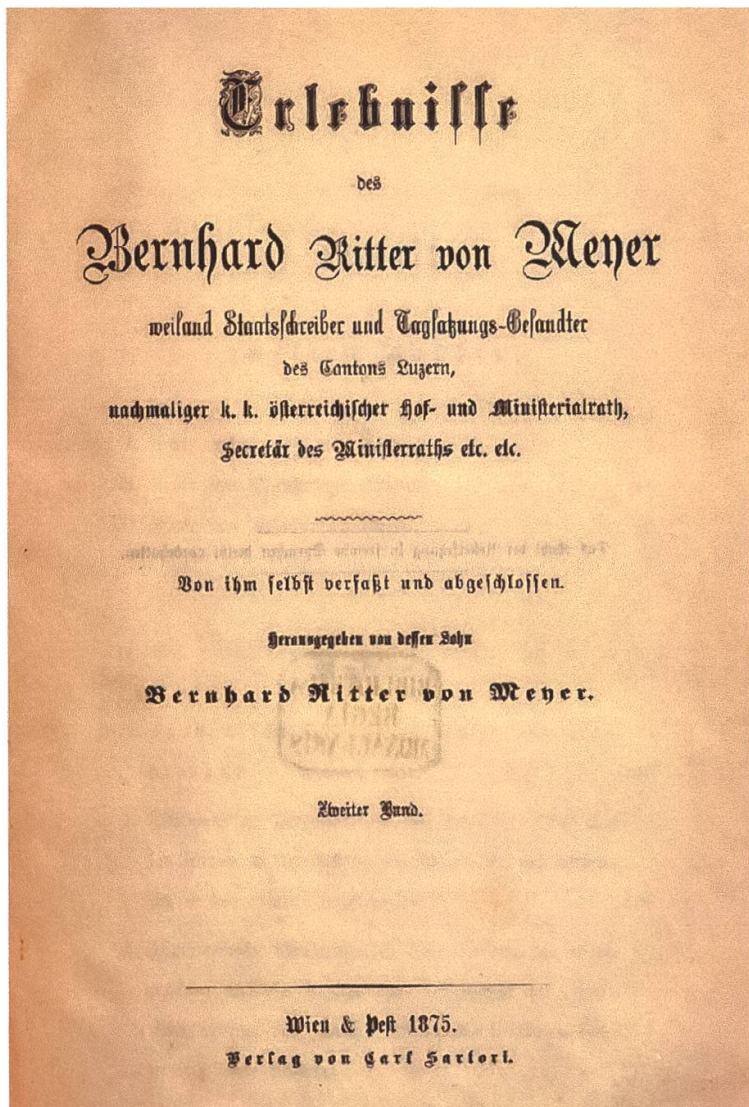 Erlebnisse
des
Bernhard Ritter von Meyer
weiland Staatsschreiber und Tagsatzungs-Gesandter
des Cantons Luzern,
nachmaliger k. k. österreichischer Hof- und Ministerialrath,
Secretär des Ministerraths etc. etc.
Von ihm selbst verfaßt und abgeschlossen.
Herausgegeben von dessen Sohn
Bernhard Ritter von Meyer.
Zweiter Band.
Wien & Pest 1875.
Verlag von Carl Sartori.